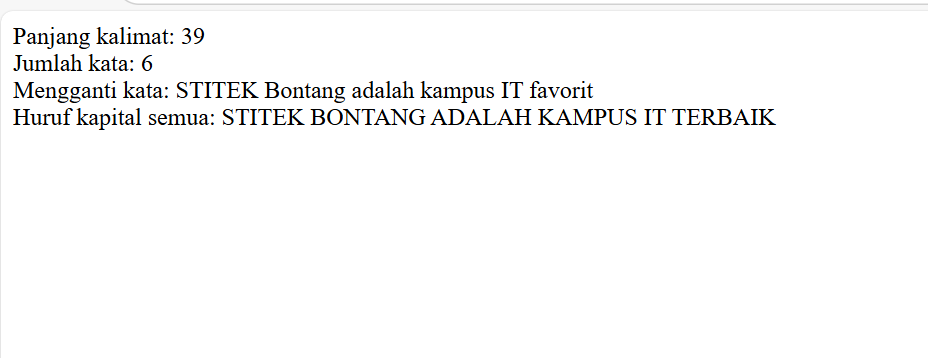 Panjang kalimat: 39
Jumlah kata: 6
Mengganti kata: STITEK Bontang adalah kampus IT favorit
Huruf kapital semua: STITEK BONTANG ADALAH KAMPUS IT TERBAIK